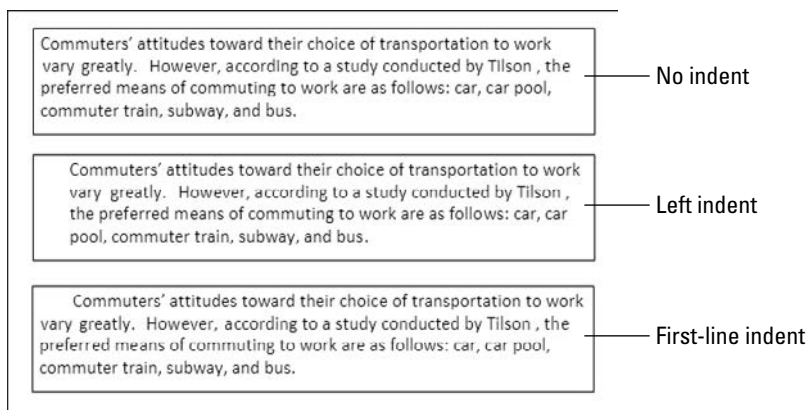 Commuters' attitudes toward their choice of transportation to work
vary greatly.  However, according to a study conducted by Tilson , the
preferred means of commuting to work are as follows: car, car pool,
commuter train, subway, and bus.
No indent
Commuters' attitudes toward their choice of transportation to work
vary  greatly.  However, according to a study conducted by Tilson ,
the preferred means of commuting to work are as follows: car, car
pool, commuter train, subway, and bus.
Left indent
Commuters' attitudes toward their choice of transportation to work
vary greatly.  However, according to a study conducted by Tilson , the
preferred means of commuting to work are as follows: car, car pool,
commuter train, subway, and bus.
First-line indent